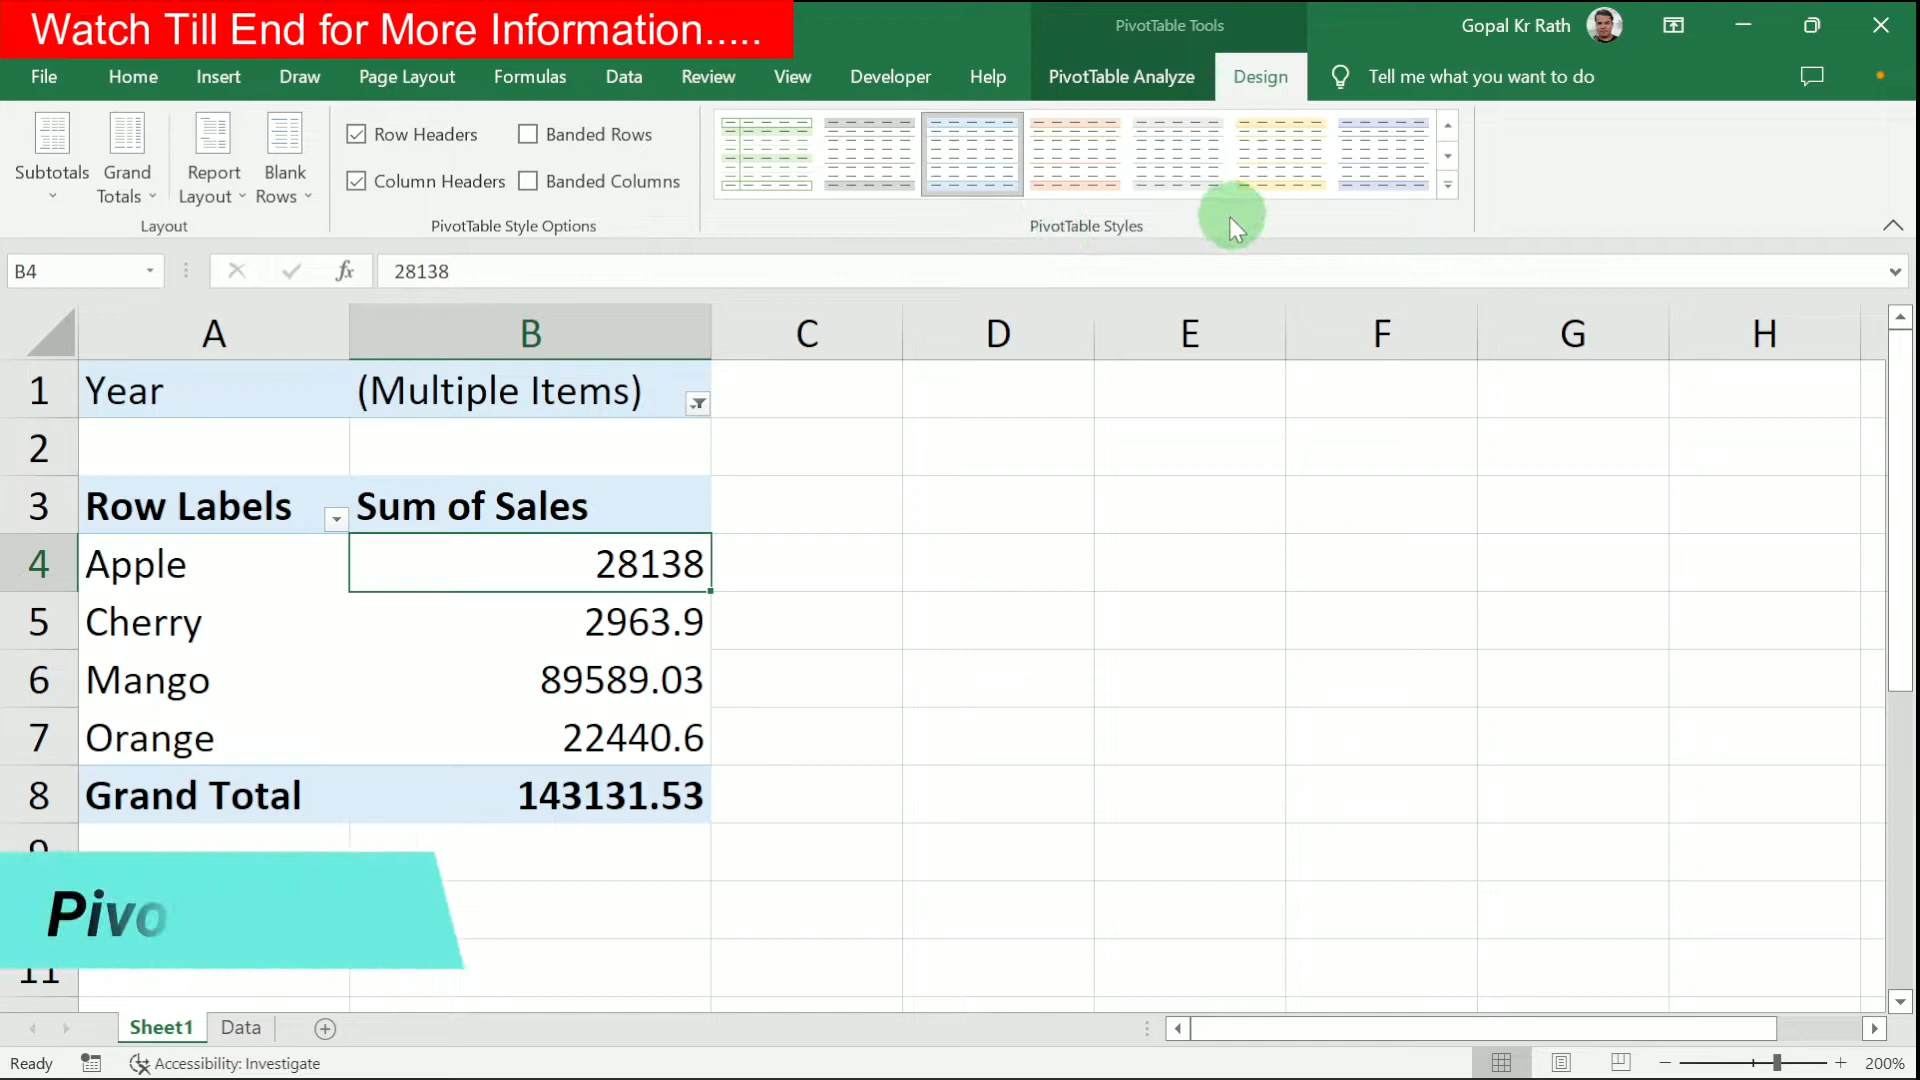 Watch Till End for More Information.....
PivotTable Tools
Gopal Kr Rath
File Home Insert Draw Page Layout Formulas Data Review View Developer Help PivotTable Analyze Design Tell me what you want to do
Subtotals
Grand Totals
Report Layout
Blank Rows
Layout
Row Headers
Banded Rows
Column Headers
Banded Columns
PivotTable Style Options
PivotTable Styles
B4 fx 28138
A B C D E F G H
1 Year (Multiple Items)
2
3 Row Labels Sum of Sales
4 Apple 28138
5 Cherry 2963.9
6 Mango 89589.03
7 Orange 22440.6
8 Grand Total 143131.53
9
Pivo
11
Sheet1 Data
Ready Accessibility: Investigate 200%